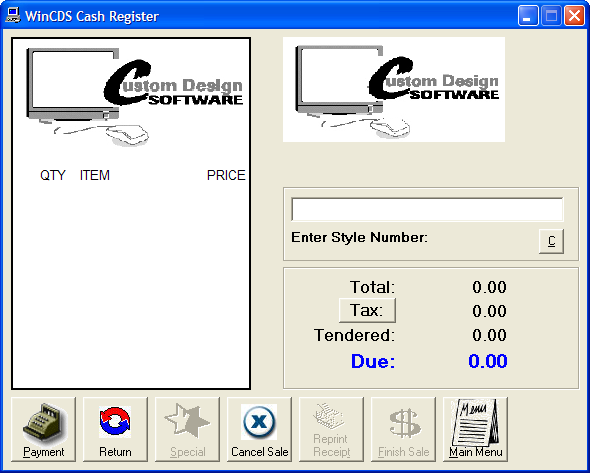 WinCDS Cash Register
Custom Design
SOFTWARE
Custom Design
SOFTWARE
QTY ITEM PRICE
Enter Style Number:
C
Total: 0.00
Tax: 0.00
Tendered: 0.00
Due: 0.00
Payment
Return
Special
Cancel Sale
Reprint
Receipt
Finish Sale
Menu
Main Menu